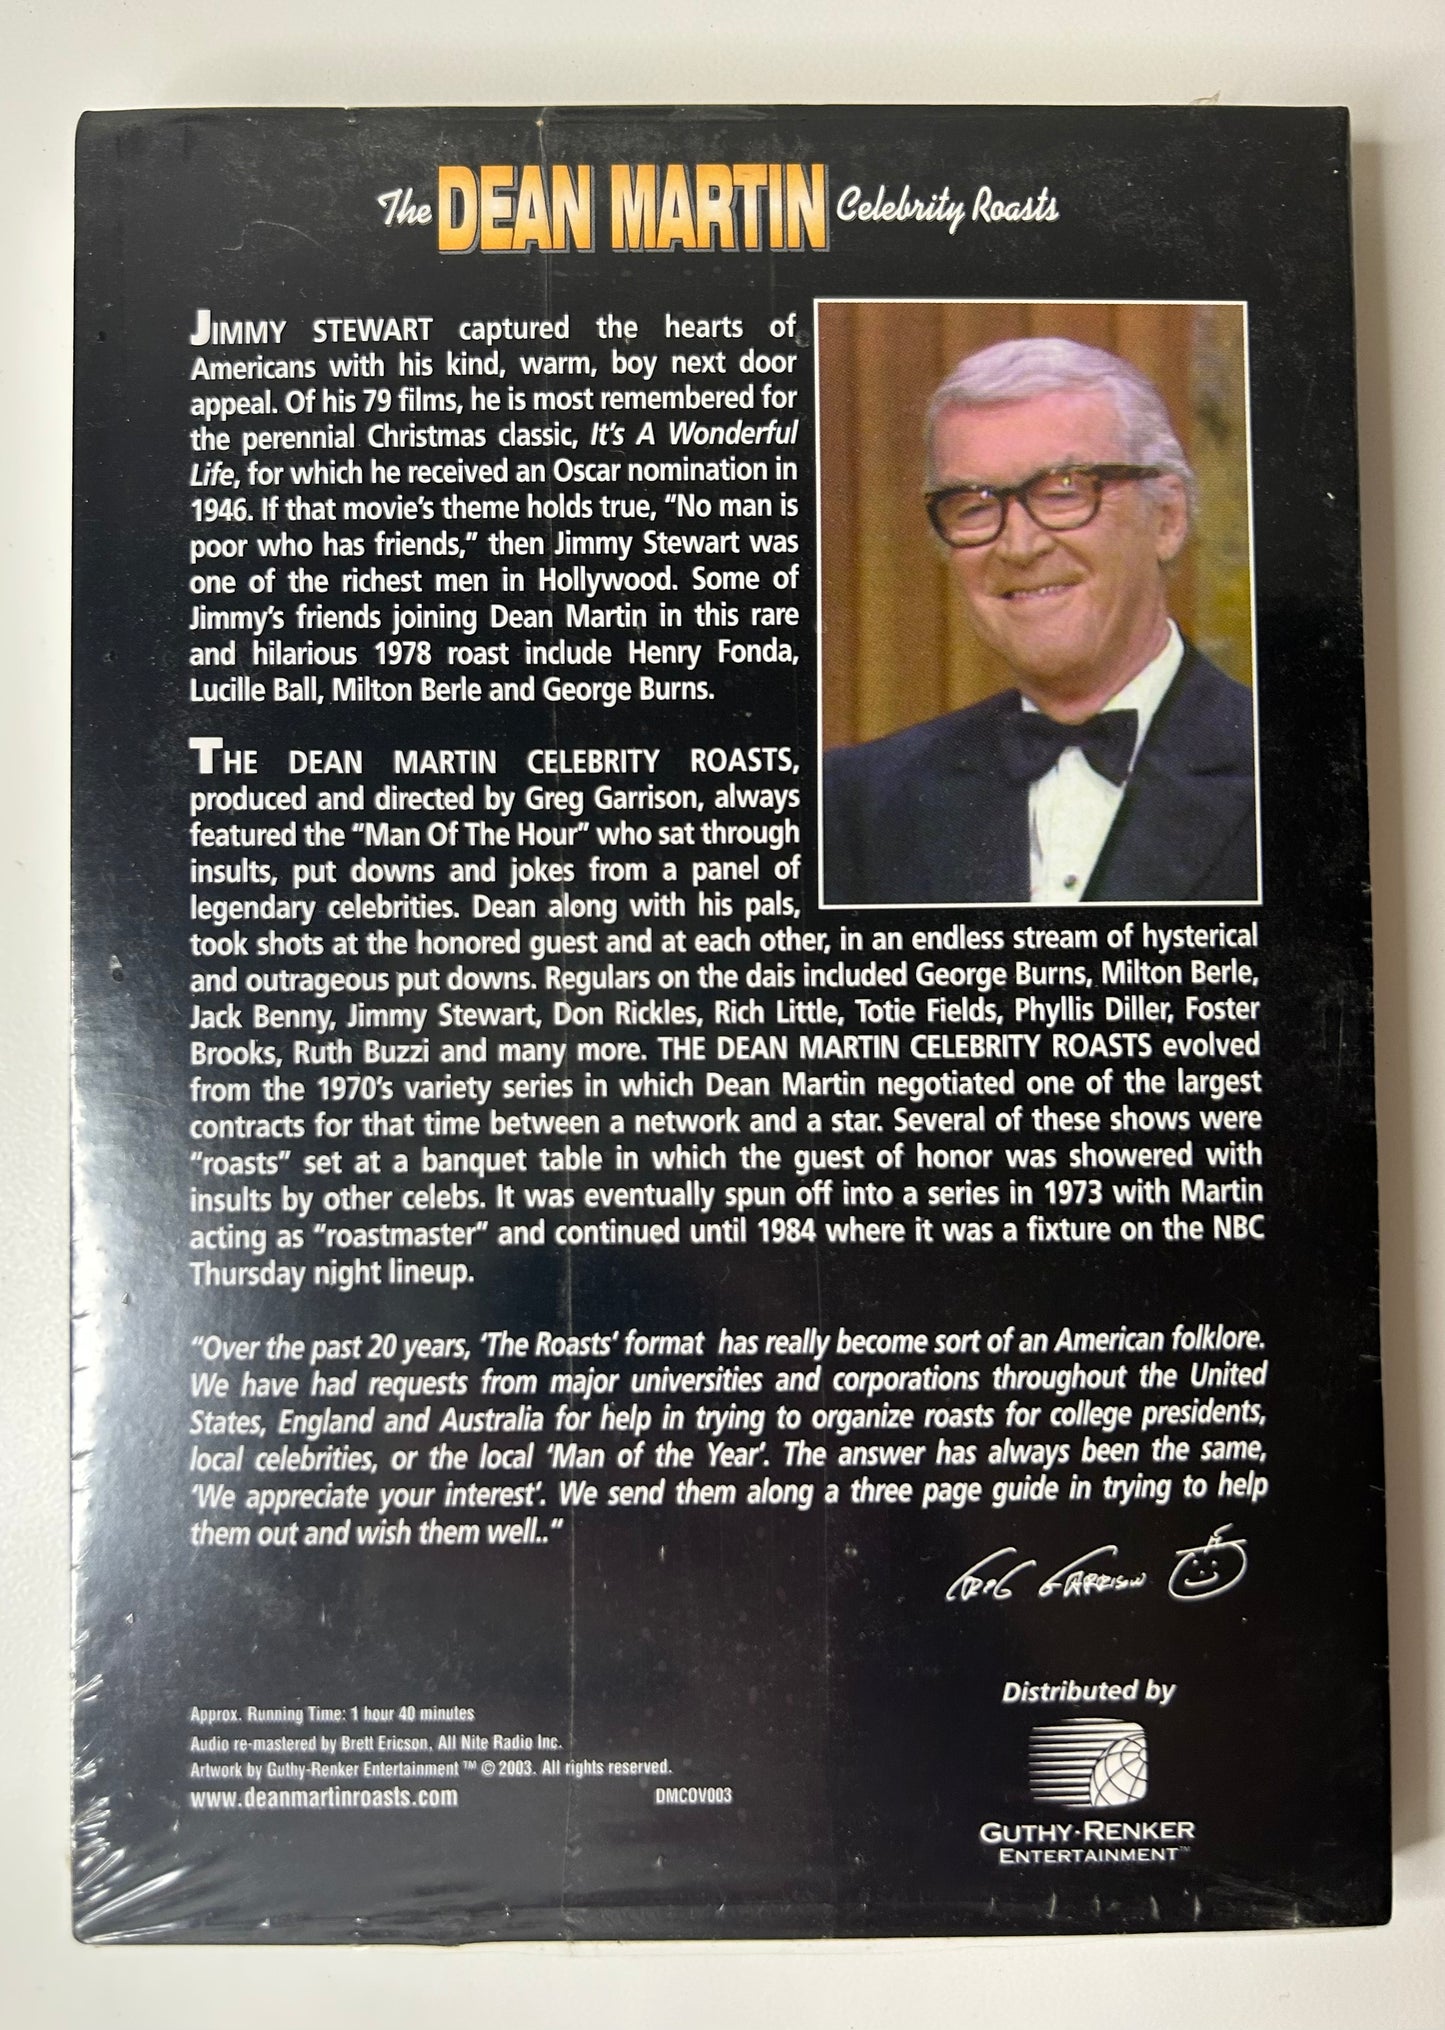 The DEAN MARTIN Celebrity Roasts
JIMMY STEWART captured the hearts of
Americans with his kind, warm, boy next door
appeal. Of his 79 films, he is most remembered for
the perennial Christmas classic, It's A Wonderful
Life, for which he received an Oscar nomination in
1946. If that movie's theme holds true, "No man is
poor who has friends," then Jimmy Stewart was
one of the richest men in Hollywood. Some of
Jimmy's friends joining Dean Martin in this rare
and hilarious 1978 roast include Henry Fonda,
Lucille Ball, Milton Berle and George Burns.
THE DEAN MARTIN CELEBRITY ROASTS,
produced and directed by Greg Garrison, always
featured the "Man Of The Hour" who sat through
insults, put downs and jokes from a panel of
legendary celebrities. Dean along with his pals,
took shots at the honored guest and at each other, in an endless stream of hysterical
and outrageous put downs. Regulars on the dais included George Burns, Milton Berle,
Jack Benny, Jimmy Stewart, Don Rickles, Rich Little, Totie Fields, Phyllis Diller, Foster
Brooks, Ruth Buzzi and many more. THE DEAN MARTIN CELEBRITY ROASTS evolved
from the 1970's variety series in which Dean Martin negotiated one of the largest
contracts for that time between a network and a star. Several of these shows were
"roasts" set at a banquet table in which the guest of honor was showered with
insults by other celebs. It was eventually spun off into a series in 1973 with Martin
acting as "roastmaster" and continued until 1984 where it was a fixture on the NBC
Thursday night lineup.
"Over the past 20 years, 'The Roasts' format has really become sort of an American folklore.
We have had requests from major universities and corporations throughout the United
States, England and Australia for help in trying to organize roasts for college presidents,
local celebrities, or the local 'Man of the Year'. The answer has always been the same,
'We appreciate your interest'. We send them along a three page guide in trying to help
them out and wish them well.."
GREG GARRISON
Distributed by
GUTHY-RENKER
ENTERTAINMENT™
Approx. Running Time: 1 hour 40 minutes
Audio re-mastered by Brett Ericson, All Nite Radio Inc.
Artwork by Guthy-Renker Entertainment ™ © 2003. All rights reserved.
www.deanmartinroasts.com DMCOV003